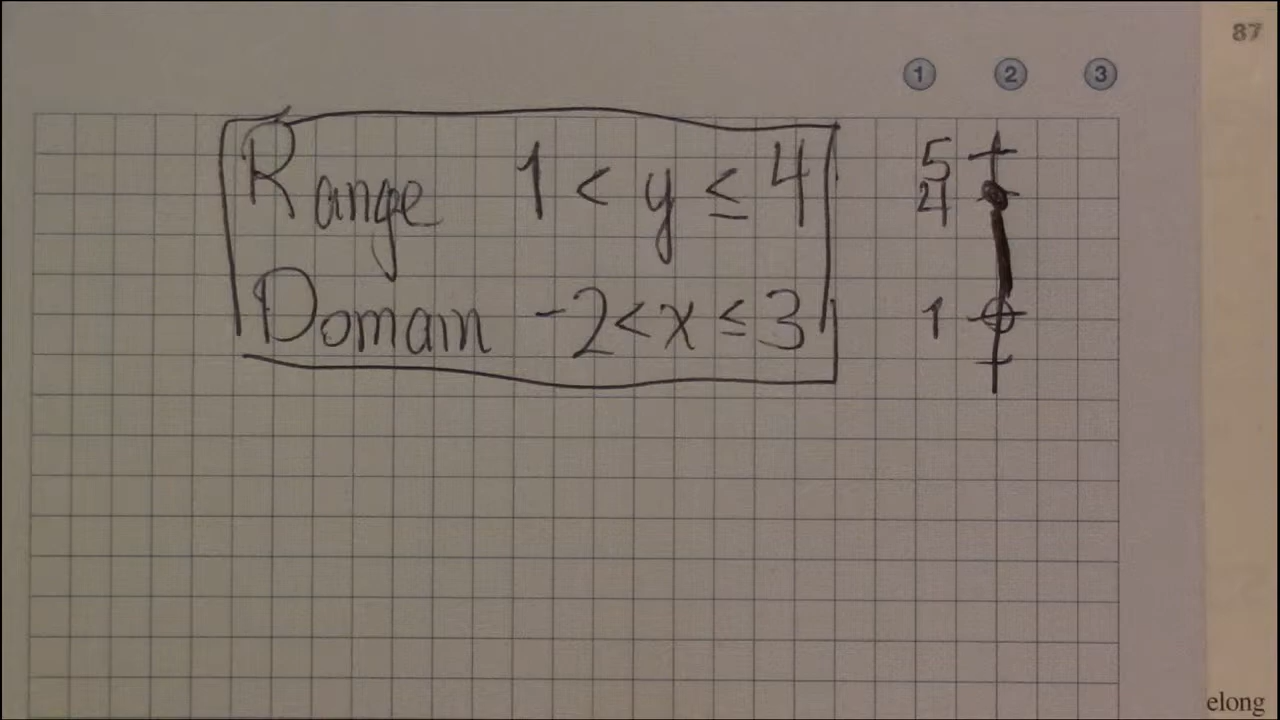 87
1 2 3
Range 1 < y ≤ 4
Domain -2 < x ≤ 3
5
4
1
elong